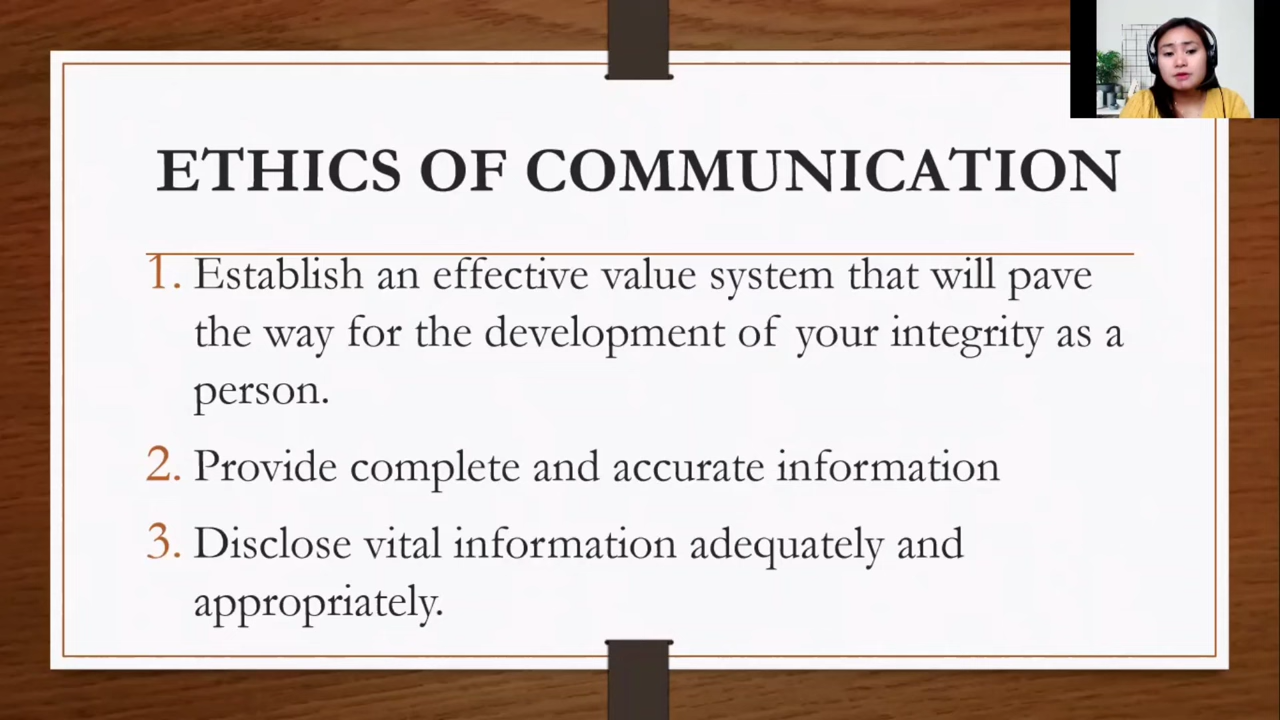 ETHICS OF COMMUNICATION
1. Establish an effective value system that will pave
the way for the development of your integrity as a
person.
2. Provide complete and accurate information
3. Disclose vital information adequately and
appropriately.